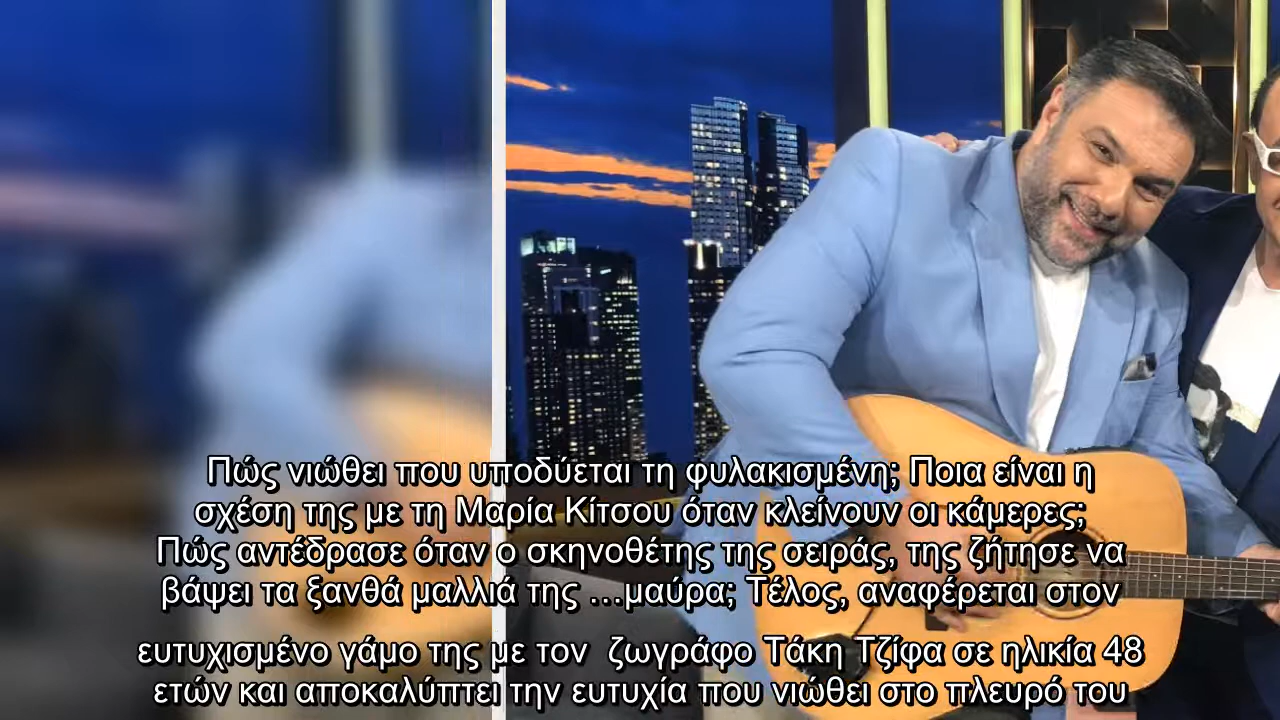 Πώς νιώθει που υποδύεται τη φυλακισμένη; Ποια είναι η
σχέση της με τη Μαρία Κίτσου όταν κλείνουν οι κάμερες;
Πώς αντέδρασε όταν ο σκηνοθέτης της σειράς, της ζήτησε να
βάψει τα ξανθά μαλλιά της …μαύρα; Τέλος, αναφέρεται στον
ευτυχισμένο γάμο της με τον ζωγράφο Τάκη Τζίφα σε ηλικία 48
ετών και αποκαλύπτει την ευτυχία που νιώθει στο πλευρό του